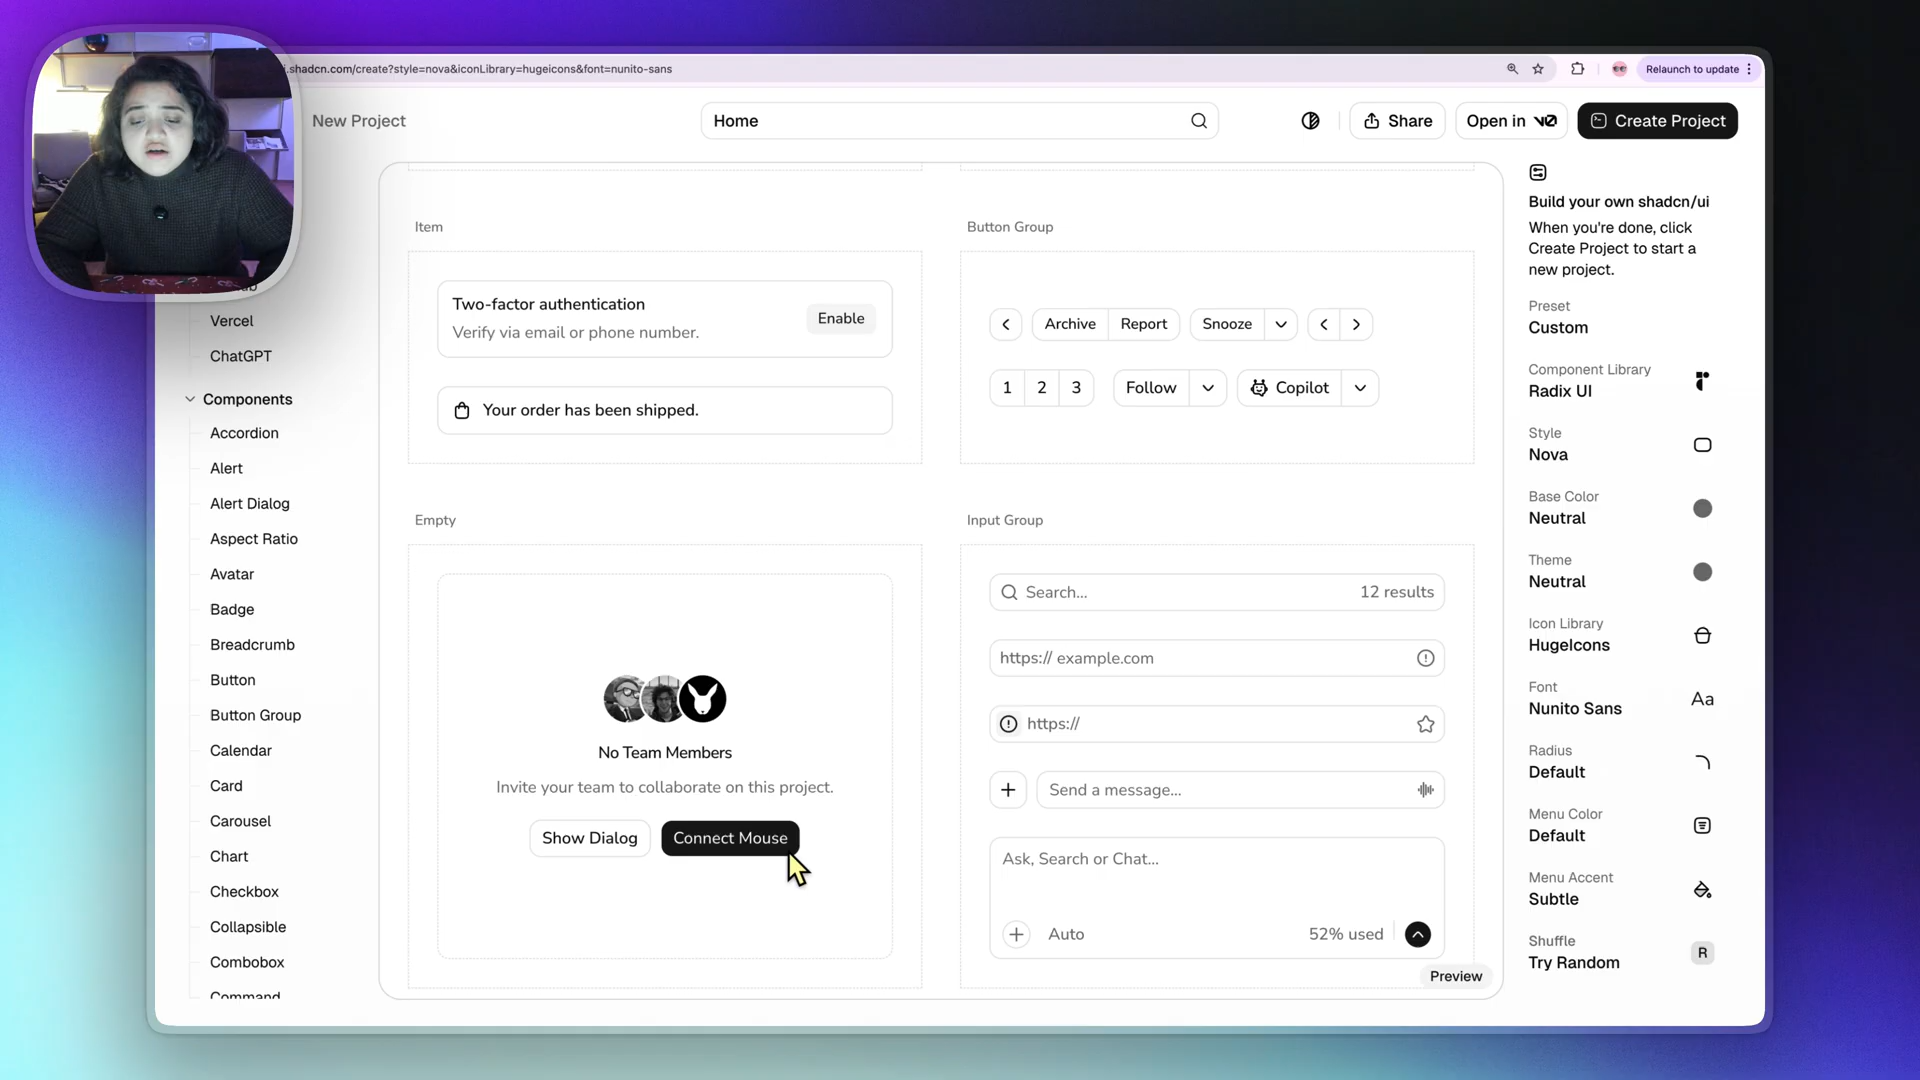 i.shadcn.com/create?style=nova&iconLibrary=hugeicons&font=nunito-sans
Relaunch to update
New Project
Home
Share
Open in v0
Create Project
Vercel
ChatGPT
Components
Accordion
Alert
Alert Dialog
Aspect Ratio
Avatar
Badge
Breadcrumb
Button
Button Group
Calendar
Card
Carousel
Chart
Checkbox
Collapsible
Combobox
Command
Item
Two-factor authentication
Verify via email or phone number.
Enable
Your order has been shipped.
Button Group
Archive Report Snooze
1 2 3 Follow Copilot
Empty
No Team Members
Invite your team to collaborate on this project.
Show Dialog Connect Mouse
Input Group
Search... 12 results
https:// example.com
https://
Send a message...
Ask, Search or Chat...
Auto 52% used
Preview
Build your own shadcn/ui
When you're done, click
Create Project to start a
new project.
Preset
Custom
Component Library
Radix UI
Style
Nova
Base Color
Neutral
Theme
Neutral
Icon Library
HugeIcons
Font
Nunito Sans
Aa
Radius
Default
Menu Color
Default
Menu Accent
Subtle
Shuffle
Try Random
R